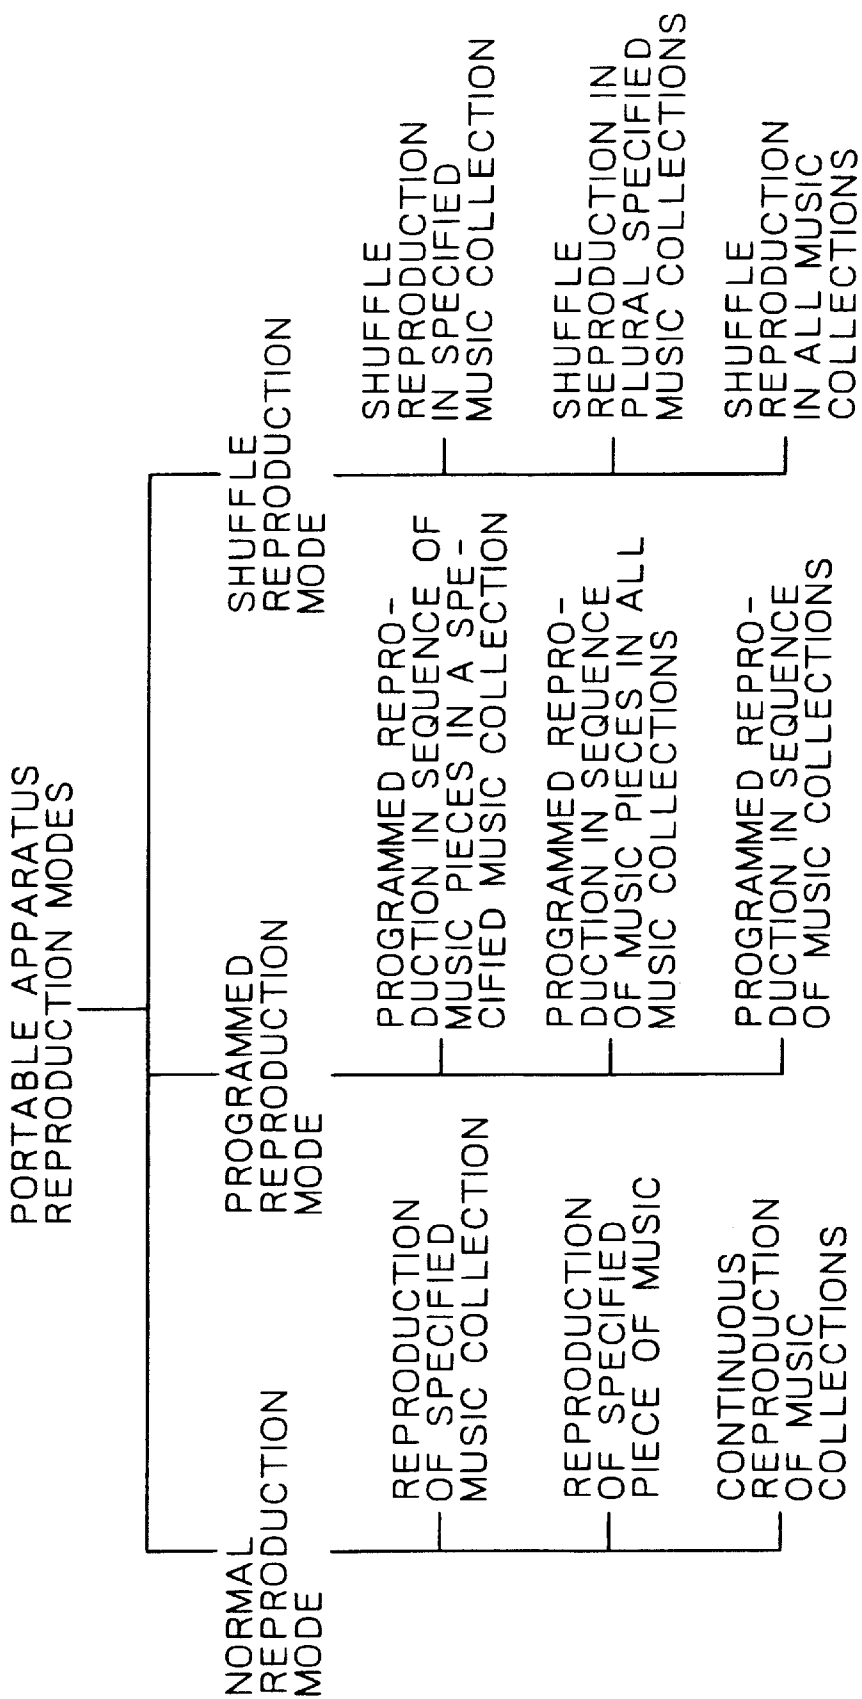 PORTABLE APPARATUS
REPRODUCTION MODES
NORMAL
REPRODUCTION
MODE
REPRODUCTION
OF SPECIFIED
MUSIC COLLECTION
REPRODUCTION
OF SPECIFIED
PIECE OF MUSIC
CONTINUOUS
REPRODUCTION
OF MUSIC
COLLECTIONS
PROGRAMMED
REPRODUCTION
MODE
PROGRAMMED REPRO-
DUCTION IN SEQUENCE OF
MUSIC PIECES IN A SPE-
CIFIED MUSIC COLLECTION
PROGRAMMED REPRO-
DUCTION IN SEQUENCE
OF MUSIC PIECES IN ALL
MUSIC COLLECTIONS
PROGRAMMED REPRO-
DUCTION IN SEQUENCE
OF MUSIC COLLECTIONS
SHUFFLE
REPRODUCTION
MODE
SHUFFLE
REPRODUCTION
IN SPECIFIED
MUSIC COLLECTION
SHUFFLE
REPRODUCTION IN
PLURAL SPECIFIED
MUSIC COLLECTIONS
SHUFFLE
REPRODUCTION
IN ALL MUSIC
COLLECTIONS